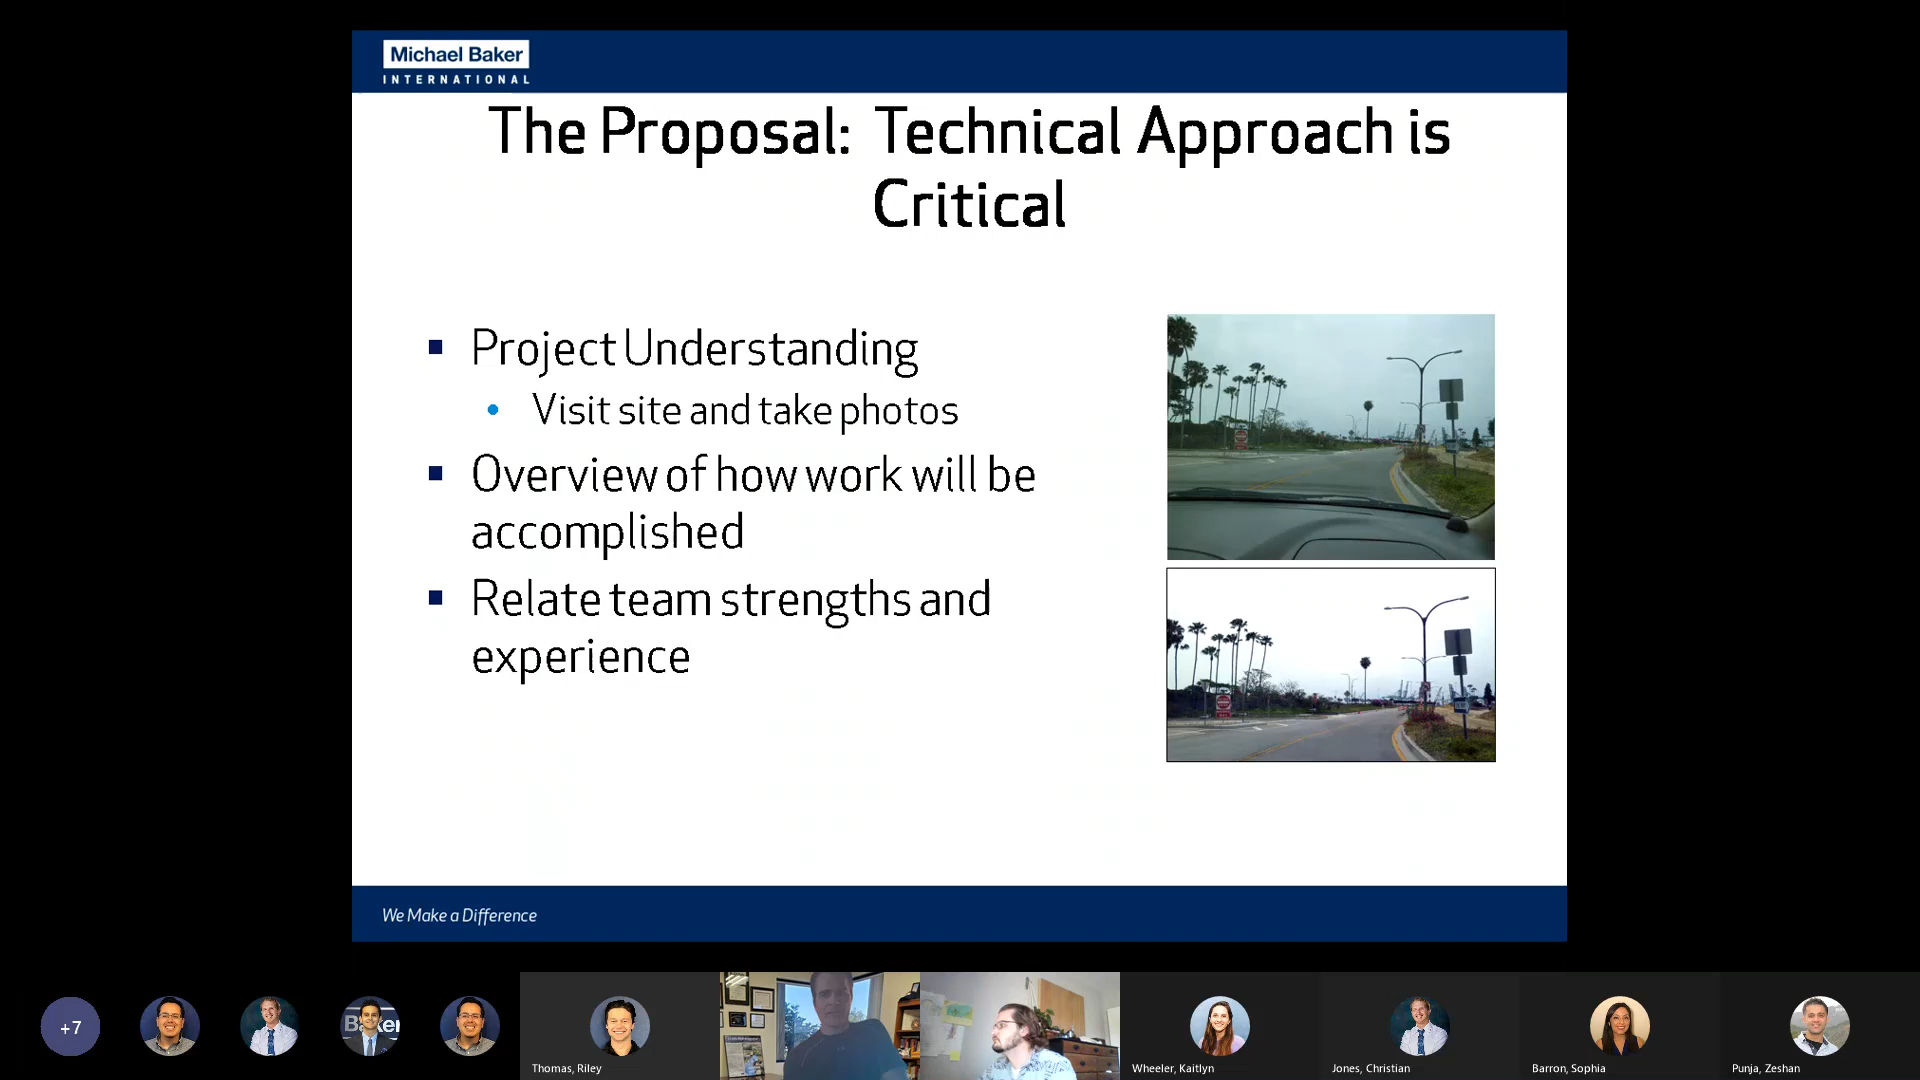 Michael Baker
INTERNATIONAL
The Proposal: Technical Approach is
Critical
Project Understanding
Visit site and take photos
Overview of how work will be
accomplished
Relate team strengths and
experience
We Make a Difference
+7
Baker
Thomas, Riley
Wheeler, Kaitlyn
Jones, Christian
Barron, Sophia
Punja, Zeshan